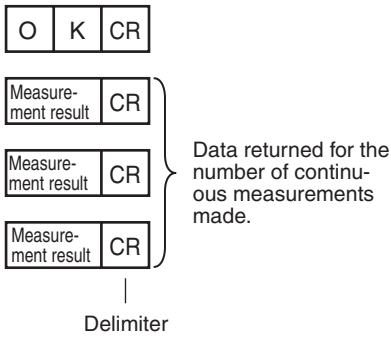 O K CR
Measure-
ment result CR
Measure-
ment result CR
Measure-
ment result CR
Data returned for the
number of continu-
ous measurements
made.
Delimiter